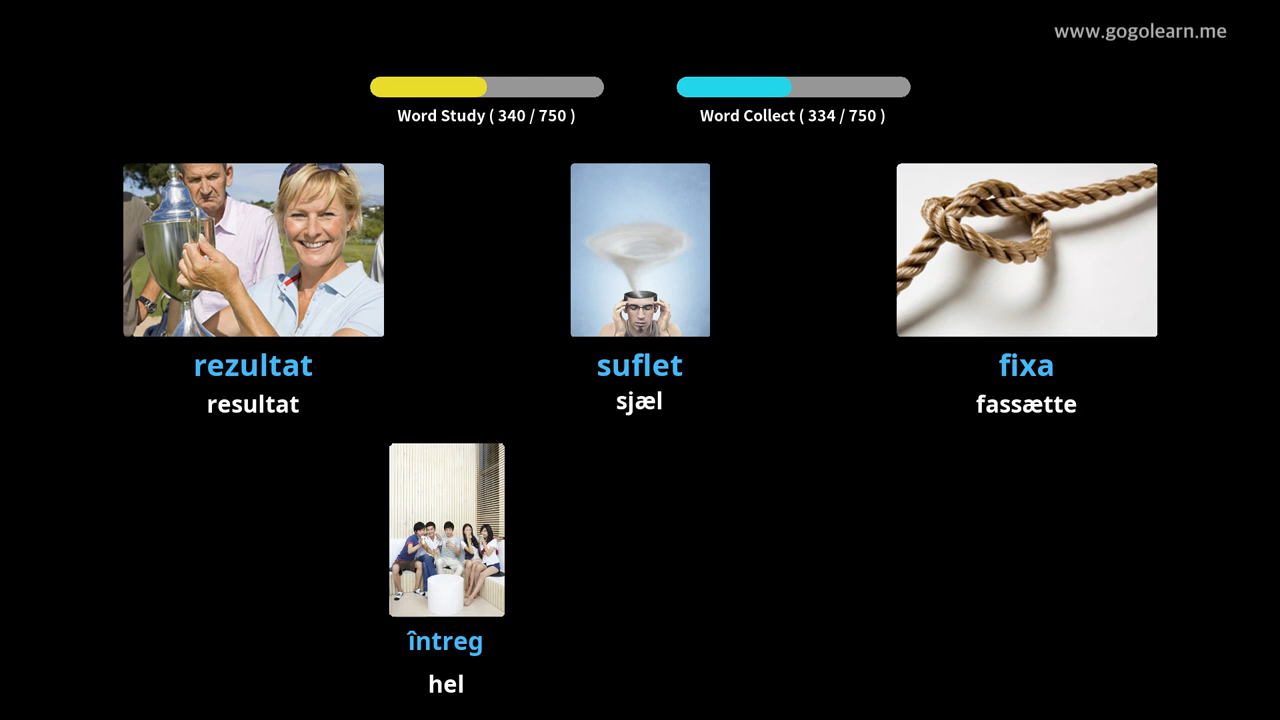 www.gogolearn.me
Word Study ( 340 / 750 )
Word Collect ( 334 / 750 )
rezultat
resultat
suflet
sjæl
fixa
fassætte
întreg
hel